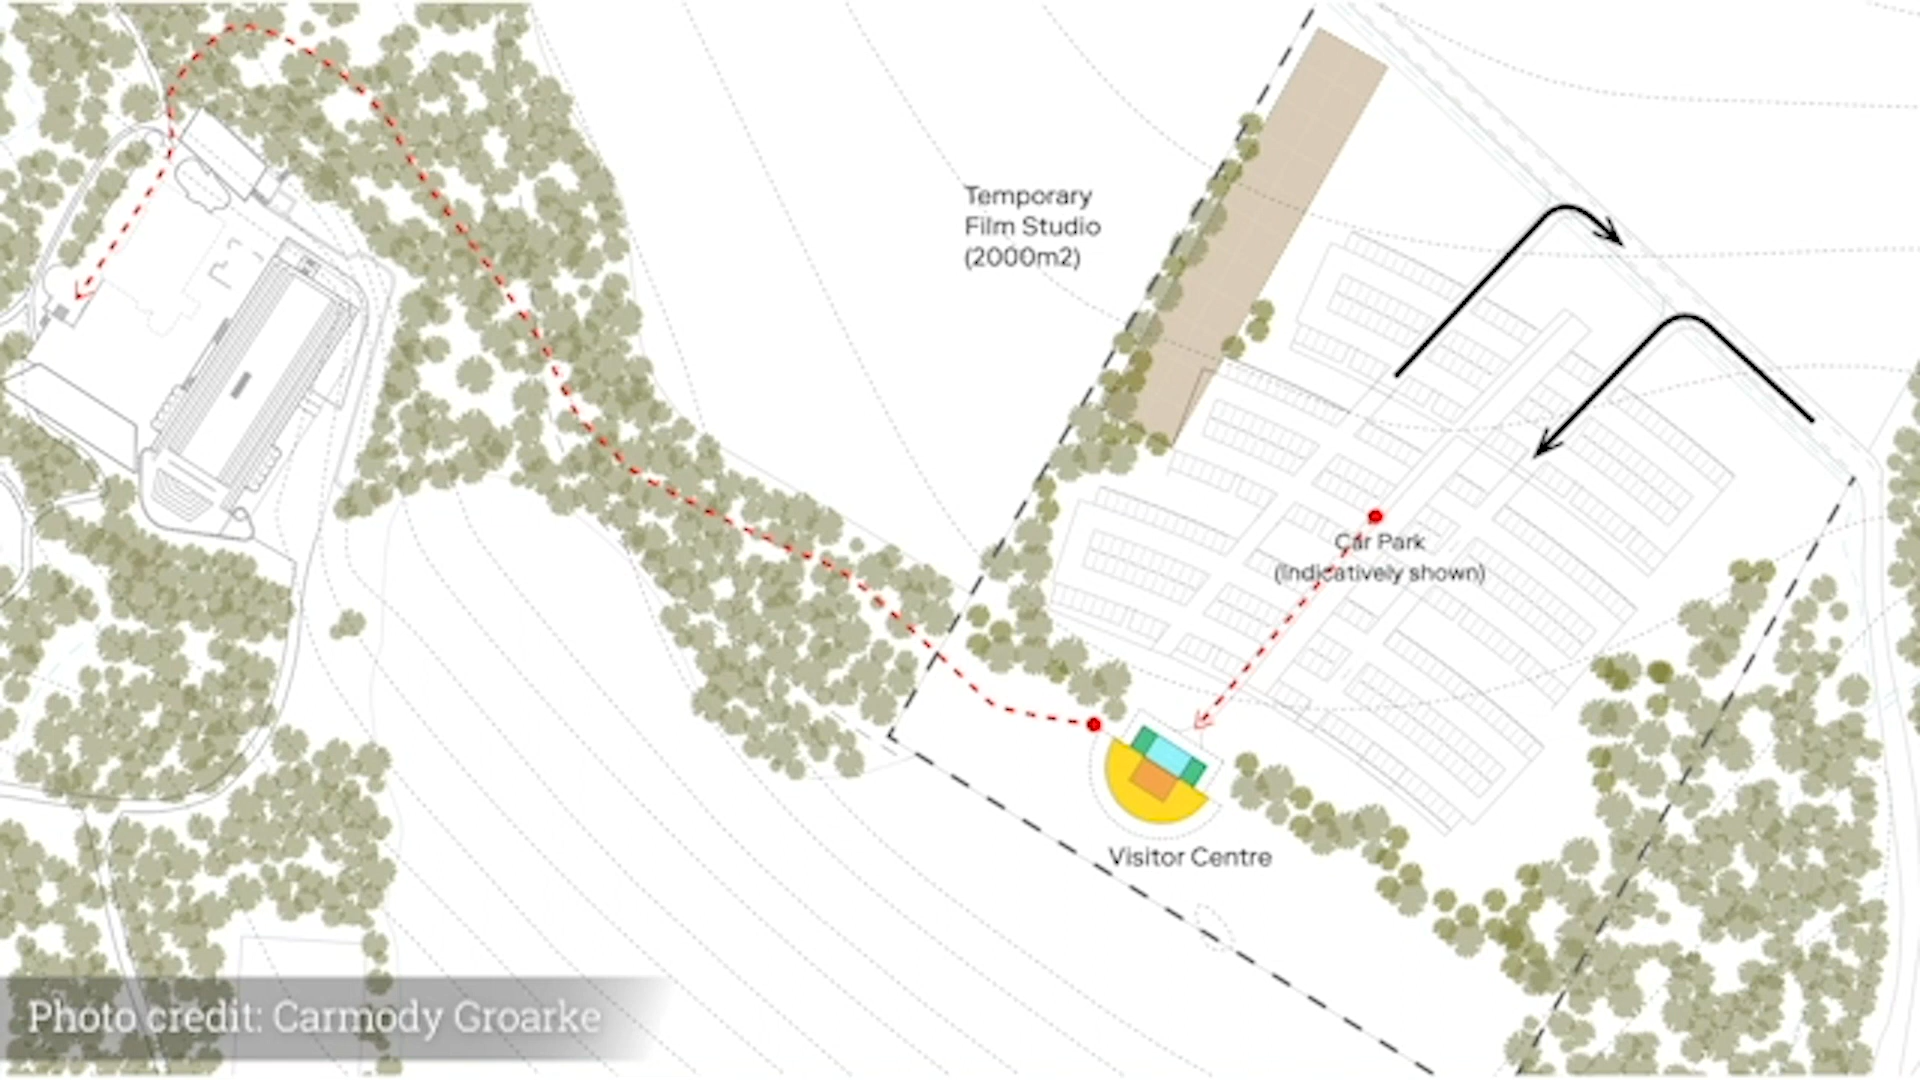 Temporary
Film Studio
(2000m2)
Car Park
(Indicatively shown)
Visitor Centre
Photo credit: Carmody Groarke